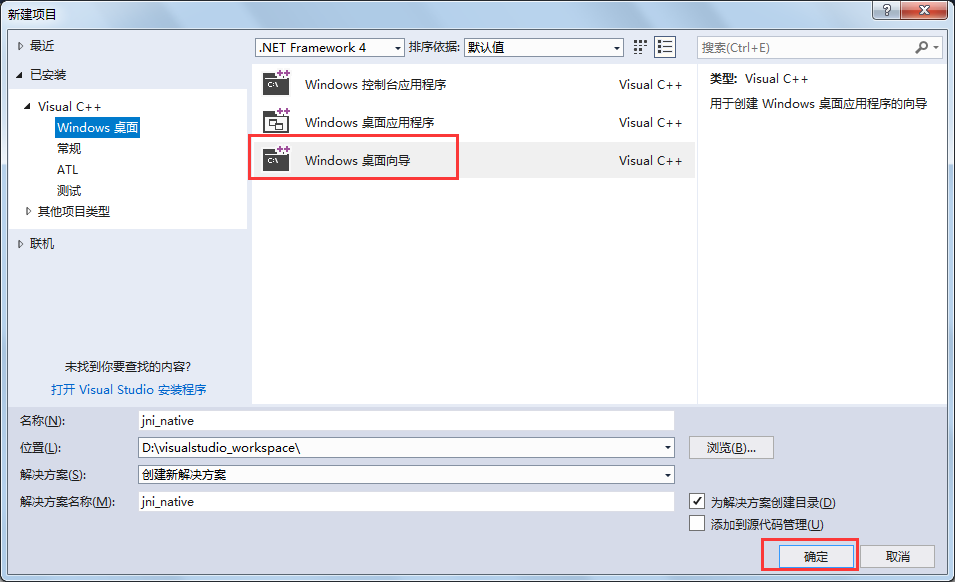 新建项目
最近
已安装
Visual C++
Windows 桌面
常规
ATL
测试
其他项目类型
联机
未找到你要查找的内容?
打开 Visual Studio 安装程序
.NET Framework 4 排序依据: 默认值
Windows 控制台应用程序 Visual C++
Windows 桌面应用程序 Visual C++
Windows 桌面向导 Visual C++
搜索(Ctrl+E)
类型: Visual C++
用于创建 Windows 桌面应用程序的向导
名称(N): jni_native
位置(L): D:\visualstudio_workspace\ 浏览(B)...
解决方案(S): 创建新解决方案
解决方案名称(M): jni_native
为解决方案创建目录(D)
添加到源代码管理(U)
确定 取消